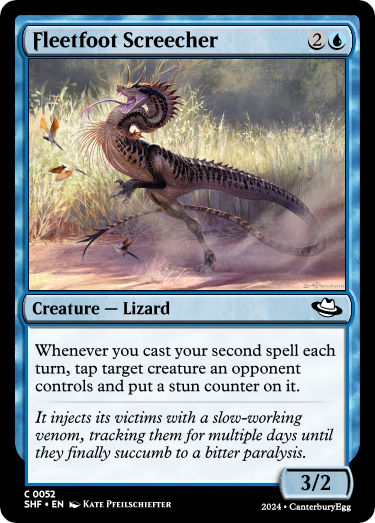 Fleetfoot Screecher 2
Creature — Lizard
Whenever you cast your second spell each
turn, tap target creature an opponent
controls and put a stun counter on it.
It injects its victims with a slow-working
venom, tracking them for multiple days until
they finally succumb to a bitter paralysis.
3/2
C 0052
SHF • EN Kate Pfeilschiefter
2024 • CanterburyEgg